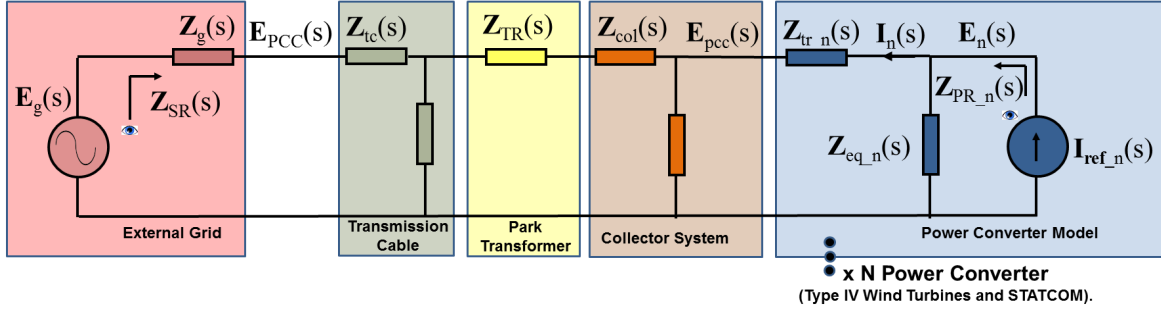 Z_g(s)
E_PCC(s)
Z_tc(s)
Z_TR(s)
Z_col(s)
E_pcc(s)
Z_tr_n(s)
I_n(s)
E_n(s)
E_g(s)
Z_SR(s)
Z_PR_n(s)
Z_eq_n(s)
I_ref_n(s)
External Grid
Transmission
Cable
Park
Transformer
Collector System
Power Converter Model
x N Power Converter
(Type IV Wind Turbines and STATCOM).